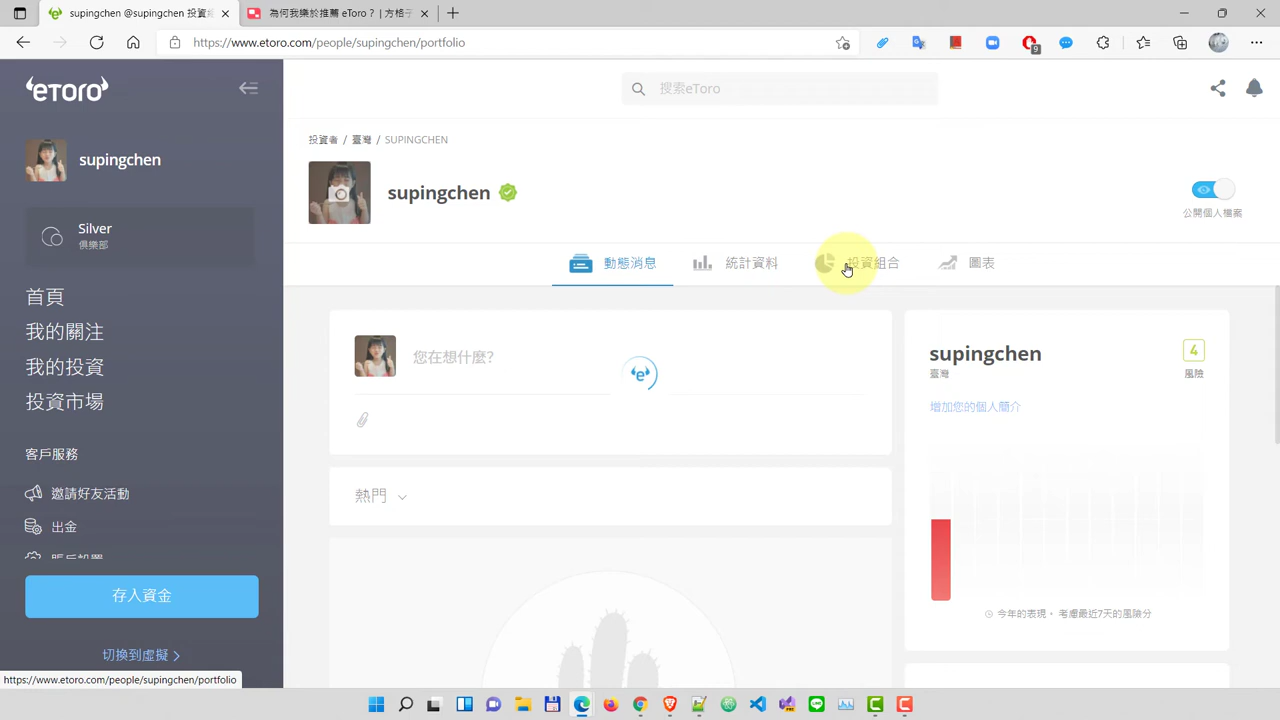 supingchen @supingchen 投資組
為何我樂於推薦 eToro？ | 方格子
https://www.etoro.com/people/supingchen/portfolio
9
eToro
搜索eToro
supingchen
投資者 / 臺灣 / SUPINGCHEN
supingchen
公開個人檔案
Silver
俱樂部
動態消息
統計資料
投資組合
圖表
首頁
我的關注
我的投資
投資市場
客戶服務
邀請好友活動
出金
賬戶設置
存入資金
切換到虛擬 >
您在想什麼？
e
熱門
supingchen
臺灣
4
風險
增加您的個人簡介
今年的表現。 考慮最近7天的風險分
https://www.etoro.com/people/supingchen/portfolio